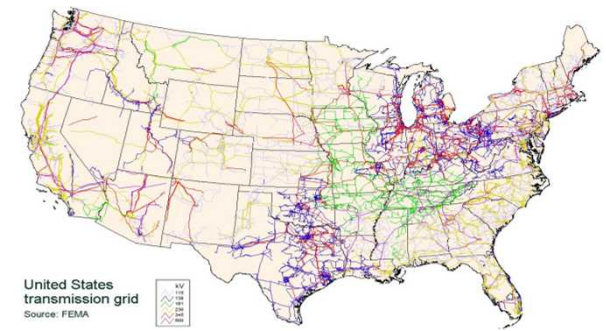 United States
transmission grid
Source: FEMA
kV
115
138
161
230
345
500